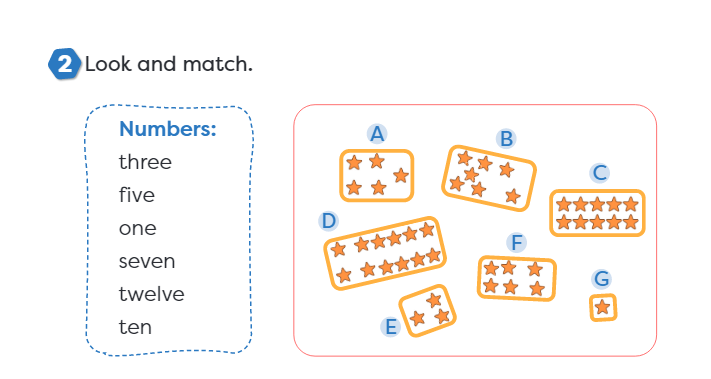 2 Look and match.
Numbers:
three
five
one
seven
twelve
ten
A
B
C
D
F
G
E